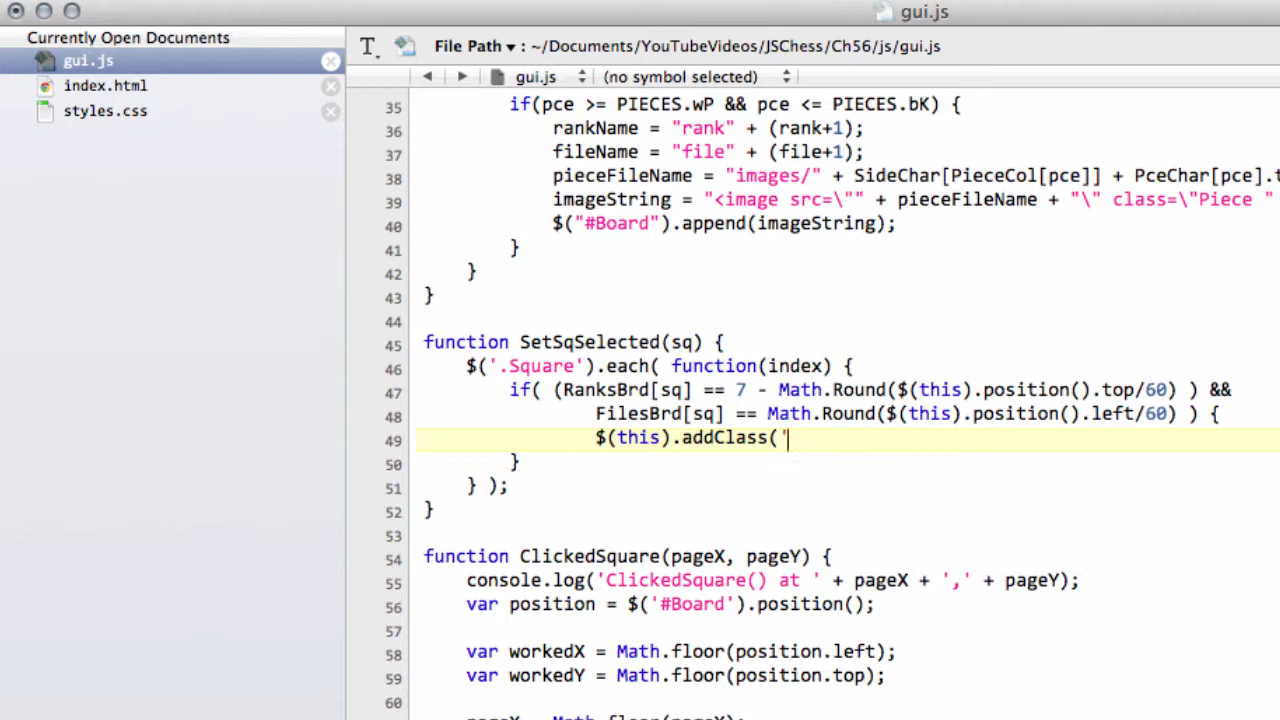 gui.js
Currently Open Documents
gui.js
index.html
styles.css
File Path ▾ : ~/Documents/YouTubeVideos/JSChess/Ch56/js/gui.js
gui.js (no symbol selected)
35 if(pce >= PIECES.wP && pce <= PIECES.bK) {
36 rankName = "rank" + (rank+1);
37 fileName = "file" + (file+1);
38 pieceFileName = "images/" + SideChar[PieceCol[pce]] + PceChar[pce].t
39 imageString = "<image src=\"" + pieceFileName + "\" class=\"Piece "
40 $("#Board").append(imageString);
41 }
42 }
43 }
44
45 function SetSqSelected(sq) {
46 $('.Square').each( function(index) {
47 if( (RanksBrd[sq] == 7 - Math.Round($(this).position().top/60) ) &&
48 FilesBrd[sq] == Math.Round($(this).position().left/60) ) {
49 $(this).addClass('
50 }
51 } );
52 }
53
54 function ClickedSquare(pageX, pageY) {
55 console.log('ClickedSquare() at ' + pageX + ',' + pageY);
56 var position = $('#Board').position();
57
58 var workedX = Math.floor(position.left);
59 var workedY = Math.floor(position.top);
60
pageX = Math.floor(pageX);